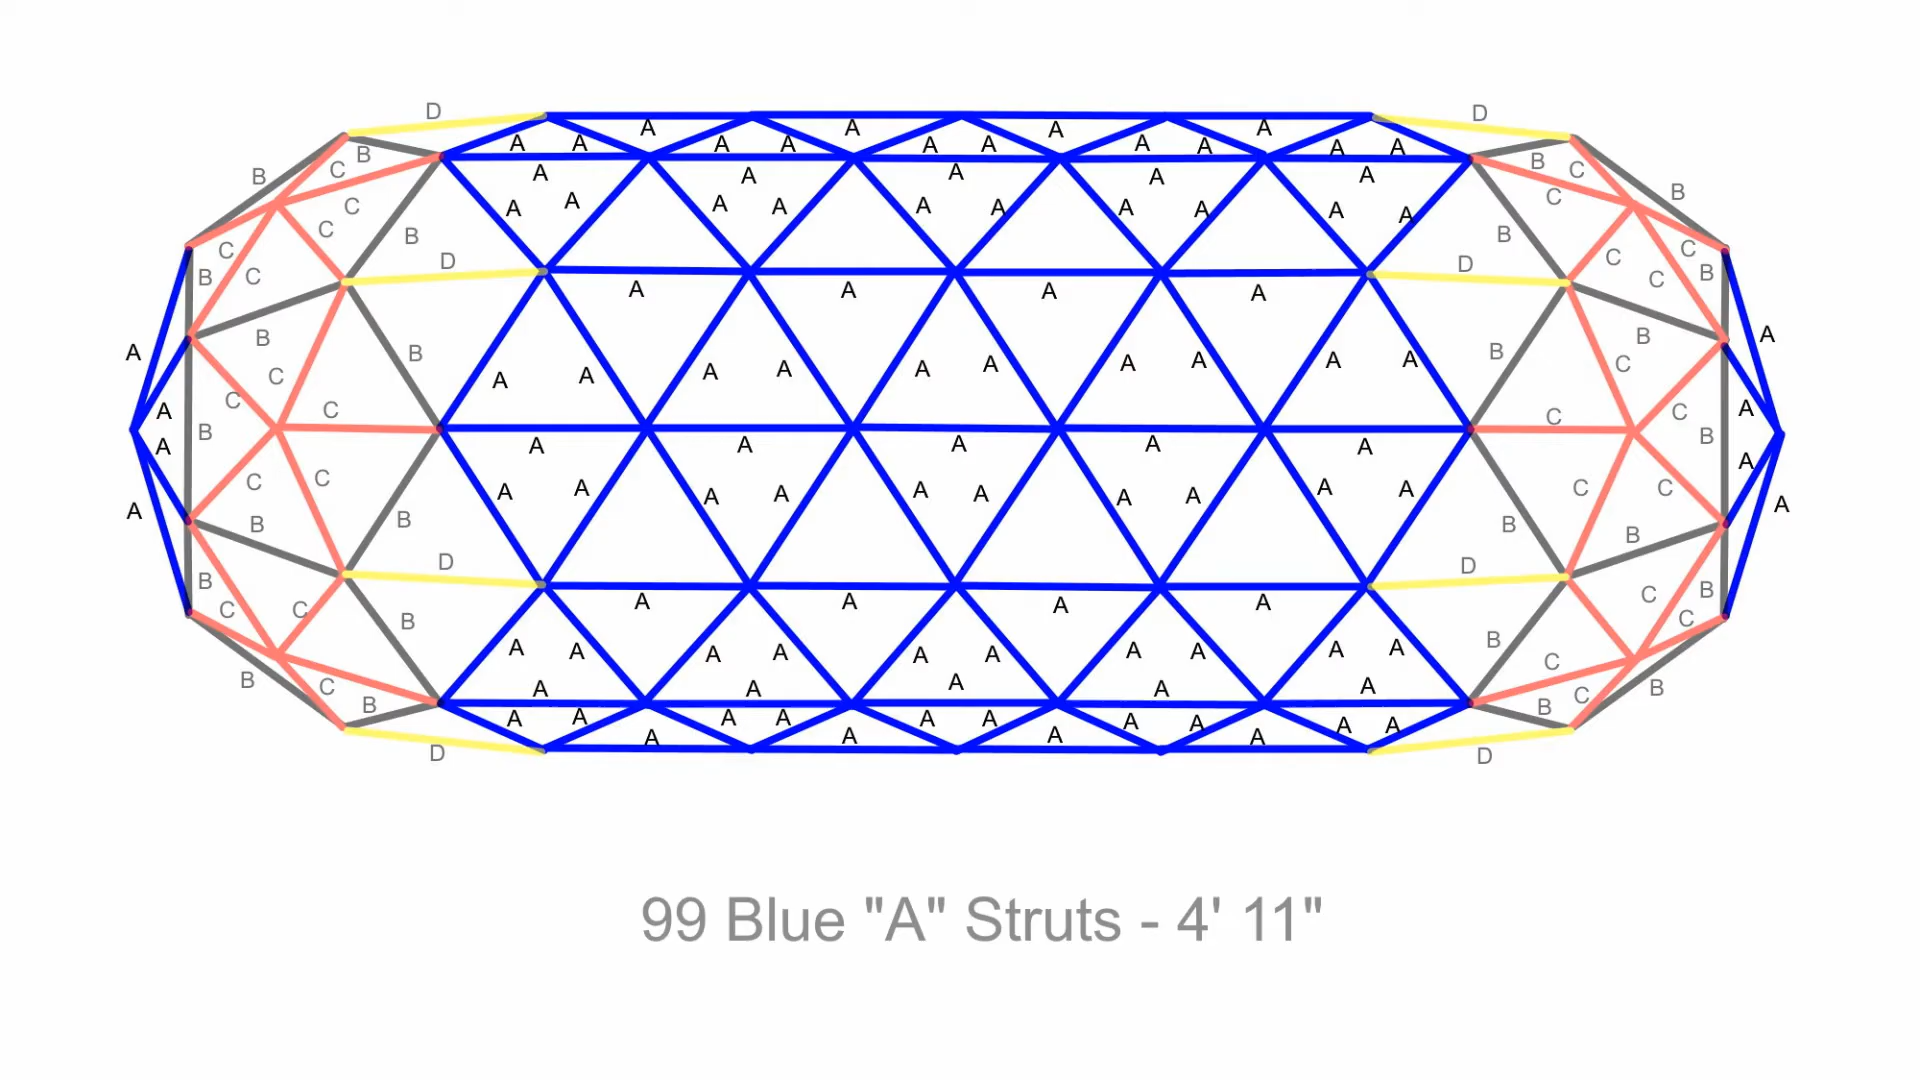 D D
A A A A
B A A A A A A A A A A B
B C A A A A A C B
C A A A A A A A A A A C
C B B
C D D C C
B C A A A A C B
A B B B B A
C A A A A A A A A A A C
A C C C C A
A B A A A A A B A
C C A A A A A A A A A A C C
A B B B B A
D D
B C C A A A A C B
B C
A A A A A A A A A A B C
B C A A A A A C B
B A A A A A A A A A A B
A A A A
D D
99 Blue "A" Struts - 4' 11"